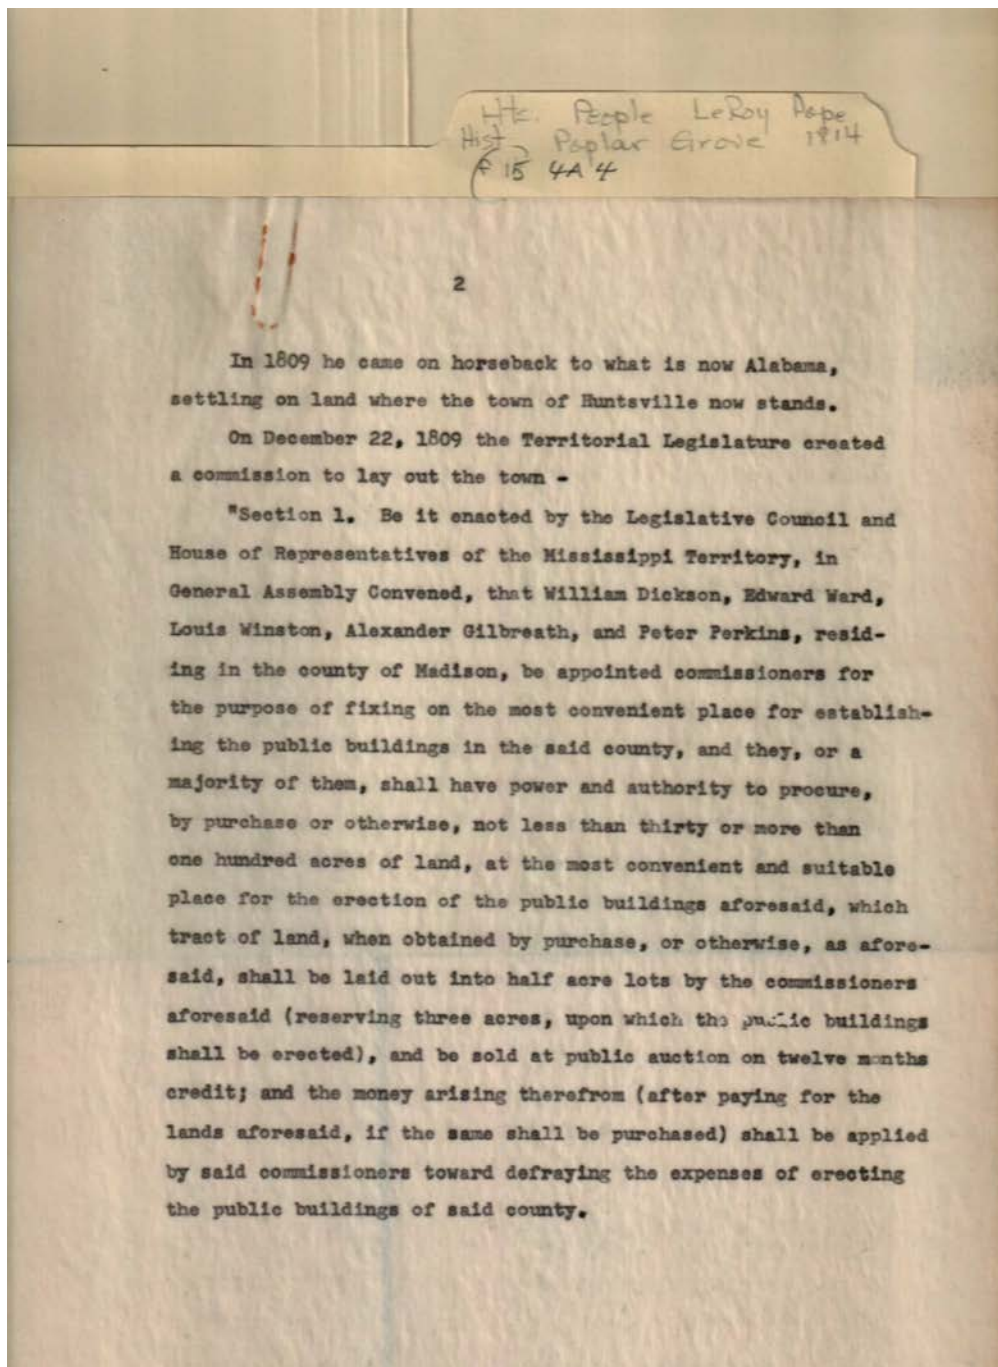 Hts. People LeRoy Pope
Hist Poplar Grove 1814
F 15 4A4
2
In 1809 he came on horseback to what is now Alabama,
settling on land where the town of Huntsville now stands.
On December 22, 1809 the Territorial Legislature created
a commission to lay out the town -
"Section 1. Be it enacted by the Legislative Council and
House of Representatives of the Mississippi Territory, in
General Assembly Convened, that William Dickson, Edward Ward,
Louis Winston, Alexander Gilbreath, and Peter Perkins, resid-
ing in the county of Madison, be appointed commissioners for
the purpose of fixing on the most convenient place for establish-
ing the public buildings in the said county, and they, or a
majority of them, shall have power and authority to procure,
by purchase or otherwise, not less than thirty or more than
one hundred acres of land, at the most convenient and suitable
place for the erection of the public buildings aforesaid, which
tract of land, when obtained by purchase, or otherwise, as afore-
said, shall be laid out into half acre lots by the commissioners
aforesaid (reserving three acres, upon which the public buildings
shall be erected), and be sold at public auction on twelve months
credit; and the money arising therefrom (after paying for the
lands aforesaid, if the same shall be purchased) shall be applied
by said commissioners toward defraying the expenses of erecting
the public buildings of said county.